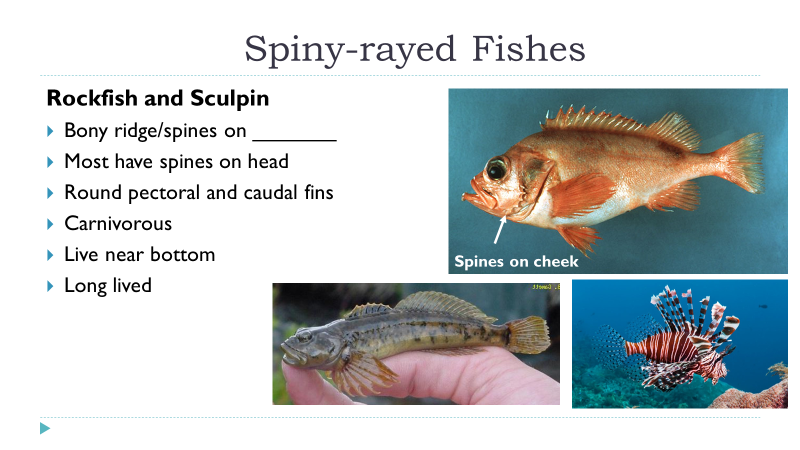 Spiny-rayed Fishes
Rockfish and Sculpin
Bony ridge/spines on ________
Most have spines on head
Round pectoral and caudal fins
Carnivorous
Live near bottom
Long lived
Spines on cheek